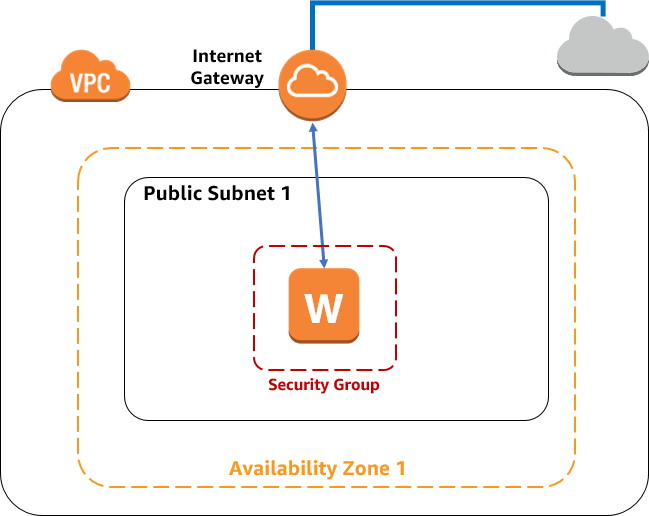 Internet
Gateway
VPC
Public Subnet 1
W
Security Group
Availability Zone 1